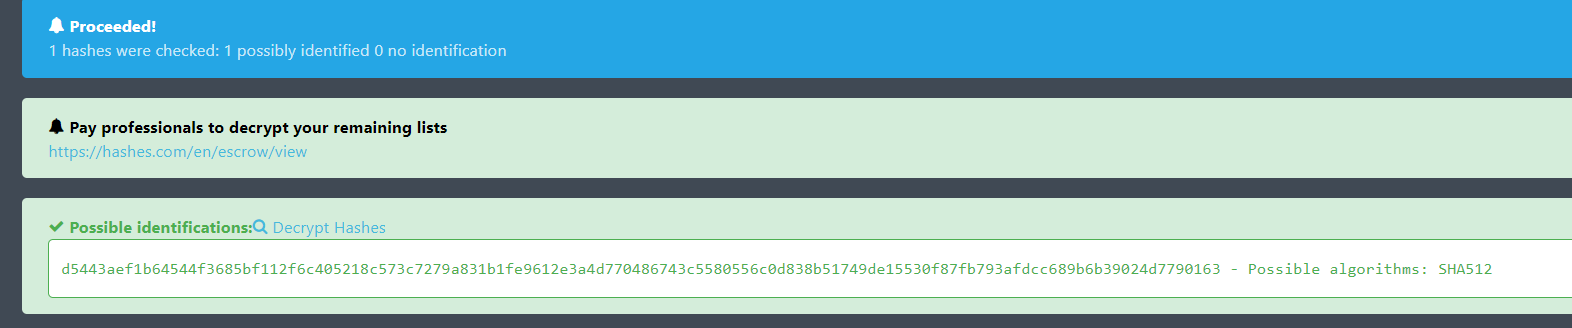 Proceeded!
1 hashes were checked: 1 possibly identified 0 no identification
Pay professionals to decrypt your remaining lists
https://hashes.com/en/escrow/view
Possible identifications: Decrypt Hashes
d5443aef1b64544f3685bf112f6c405218c573c7279a831b1fe9612e3a4d770486743c5580556c0d838b51749de15530f87fb793afdcc689b6b39024d7790163 - Possible algorithms: SHA512